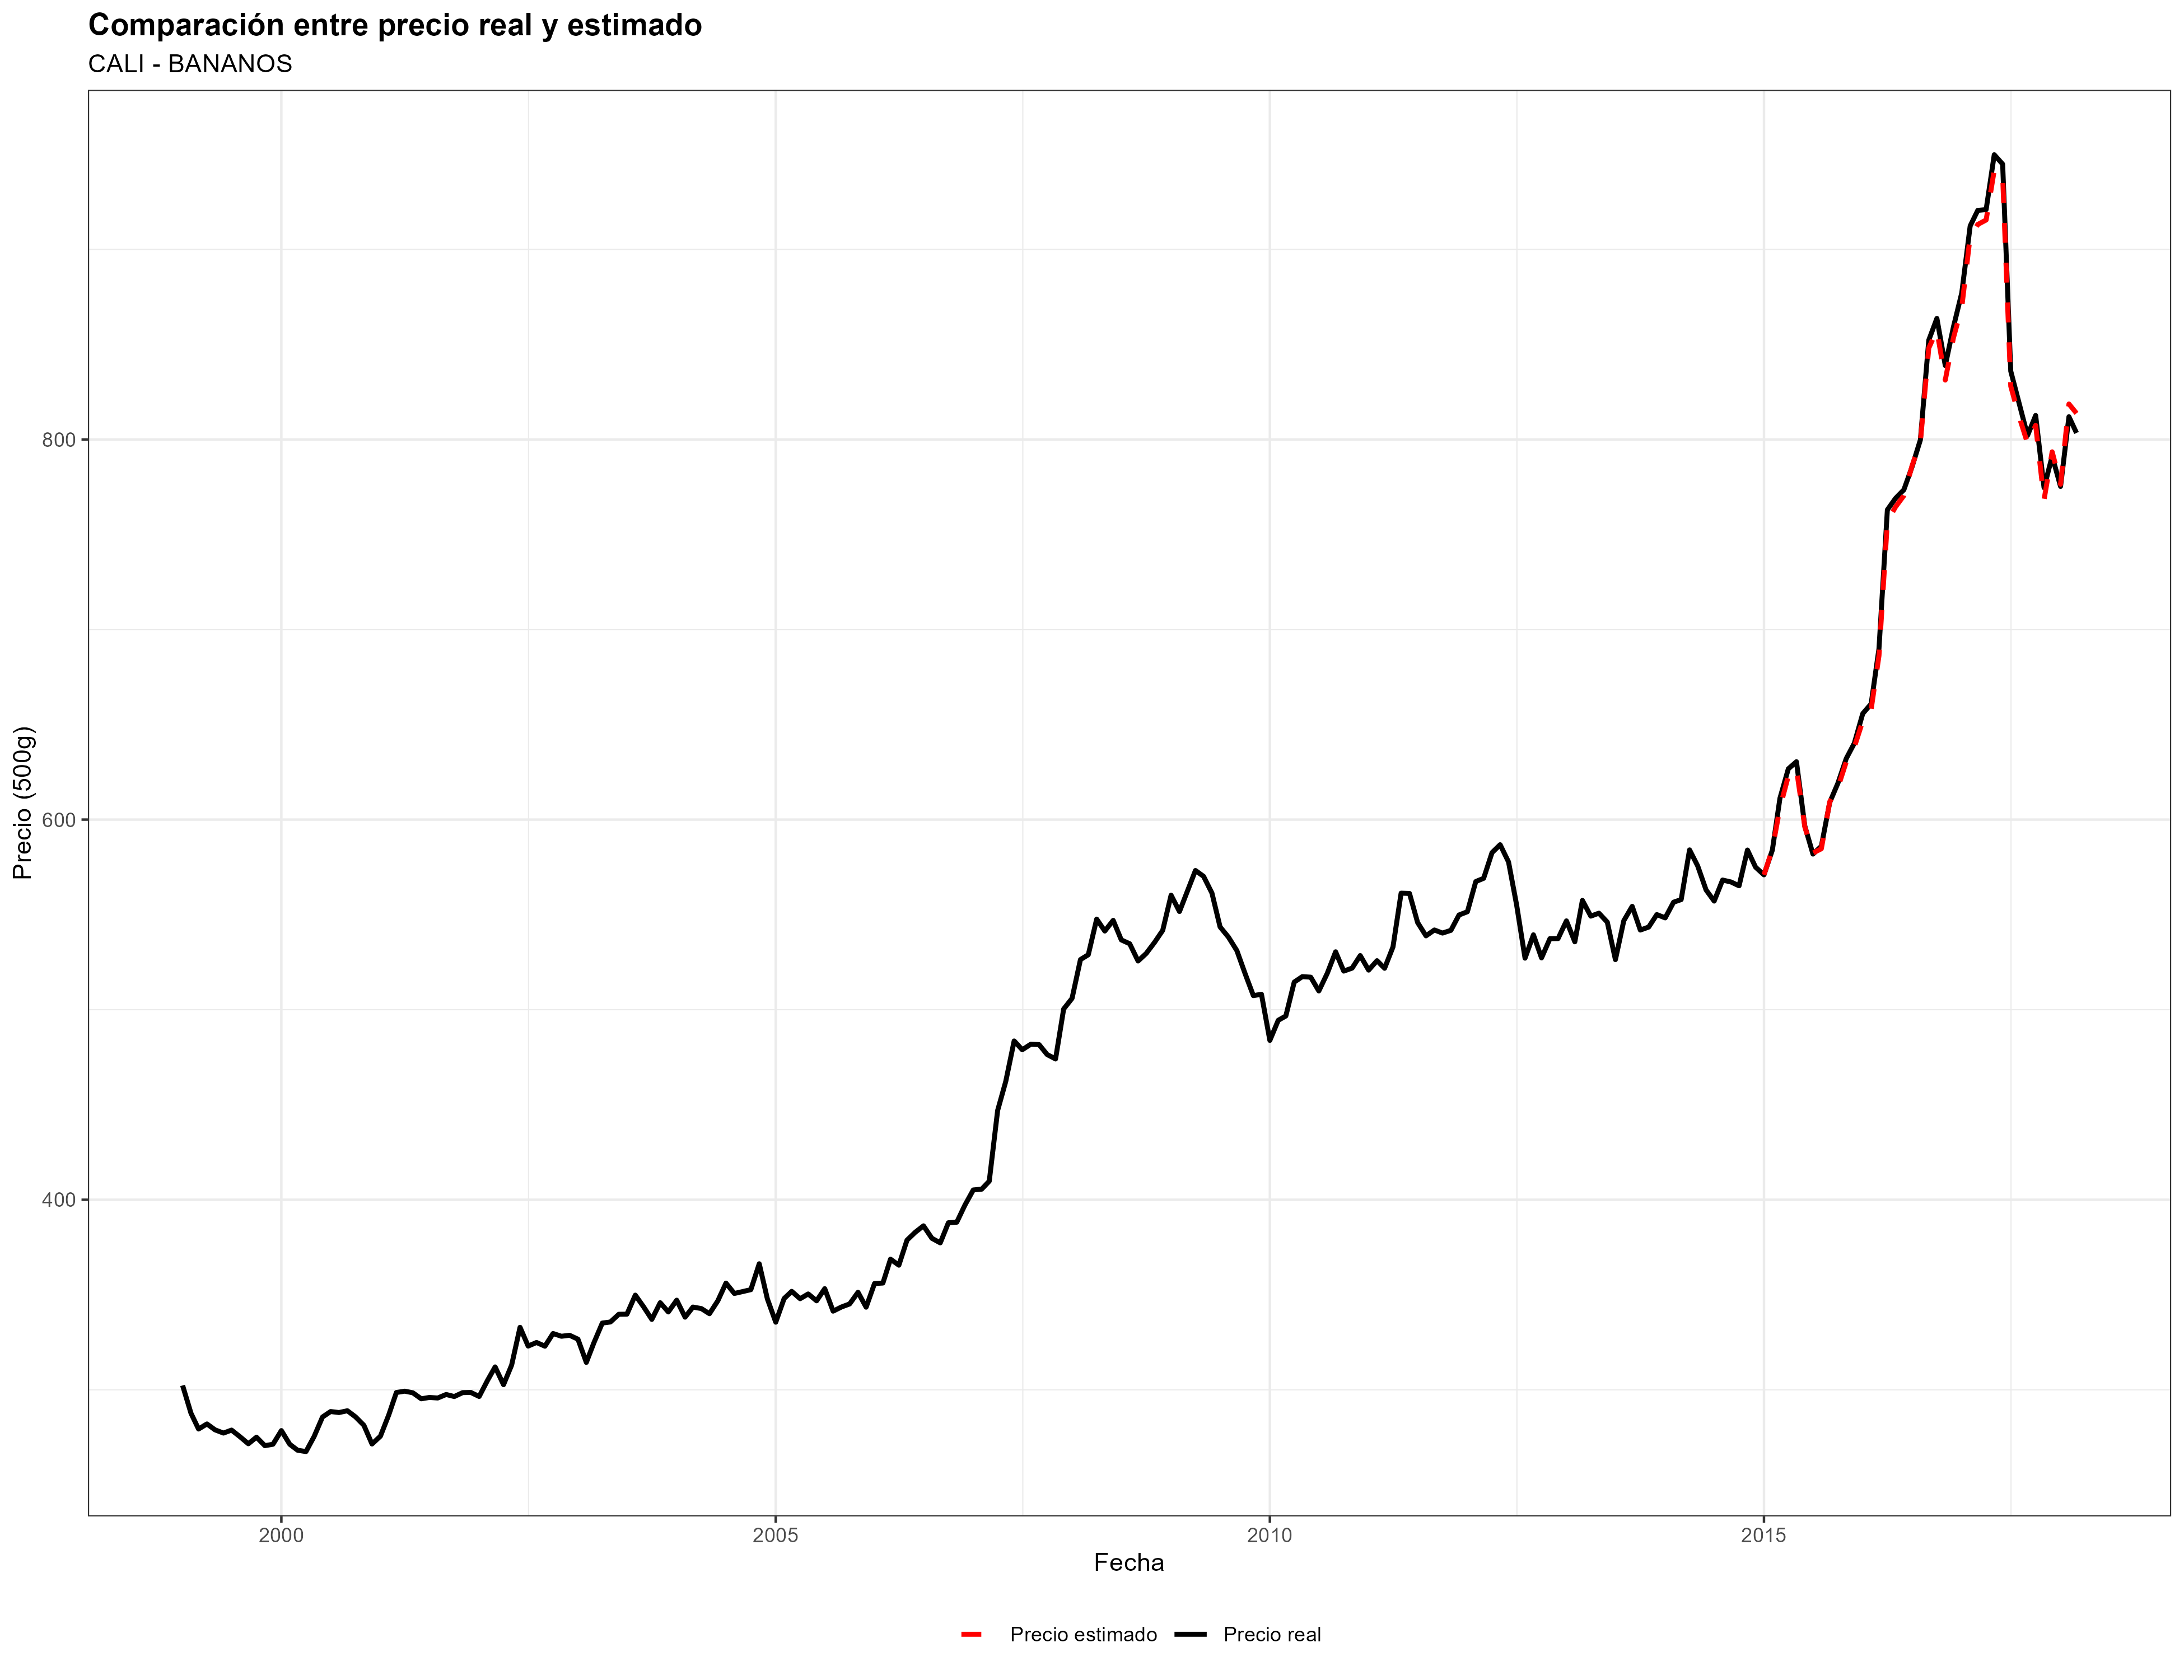 Comparación entre precio real y estimado
CALI - BANANOS
Precio (500g)
800
600
400
2000
2005
2010
2015
Fecha
Precio estimado
Precio real